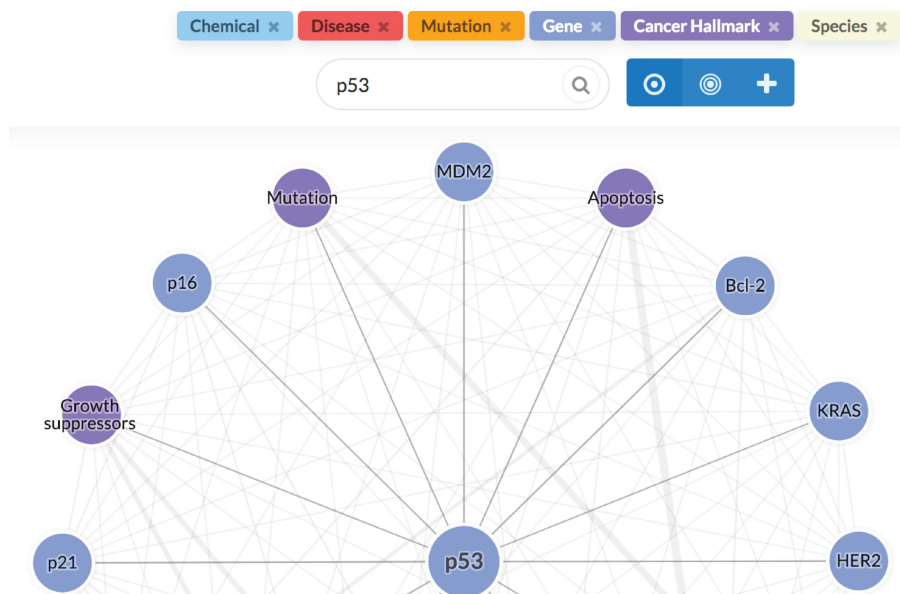 Chemical × Disease × Mutation × Gene × Cancer Hallmark × Species ×
p53
MDM2
Mutation
Apoptosis
p16
Bcl-2
Growth
suppressors
KRAS
p21
p53
HER2